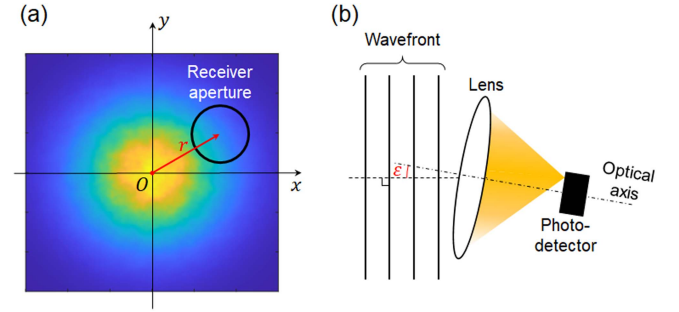 (a)
y
Receiver
aperture
r
O
x
(b)
Wavefront
Lens
ε
Optical
axis
Photo-
detector